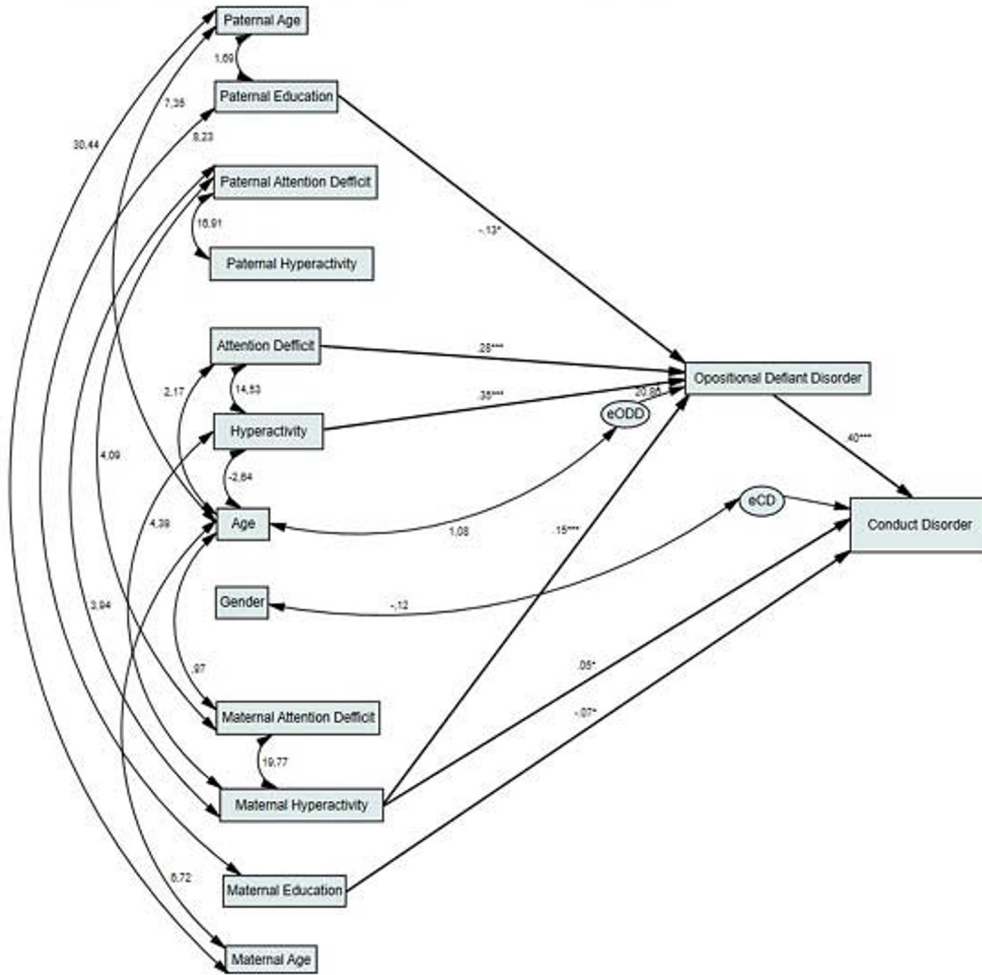 Paternal Age
1,69
Paternal Education
7,35
8,23
30,44
Paternal Attention Defficit
16,91
-.13*
Paternal Hyperactivity
Attention Defficit
.28***
Opositional Defiant Disorder
2,17
14,53
.35***
20,85
eODD
Hyperactivity
.40***
4,09
-2,64
eCD
4,39
Age
1,08
.15***
Conduct Disorder
Gender
-,12
3,94
,97
.05*
Maternal Attention Defficit
-.07*
19,77
Maternal Hyperactivity
6,72
Maternal Education
Maternal Age